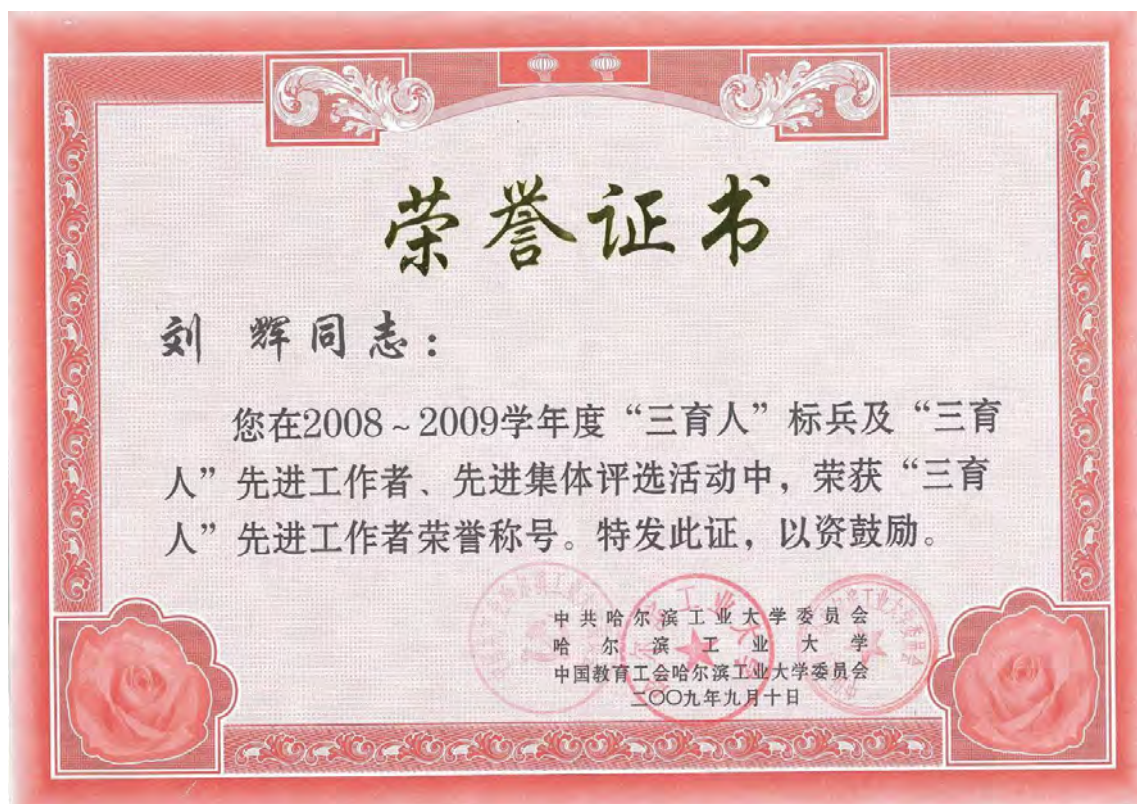 荣誉证书
刘 辉同志：
您在2008~2009学年度“三育人”标兵及“三育
人”先进工作者、先进集体评选活动中，荣获“三育
人”先进工作者荣誉称号。特发此证，以资鼓励。
中共哈尔滨工业大学委员会
哈尔滨工业大学
中国教育工会哈尔滨工业大学委员会
二〇〇九年九月十日